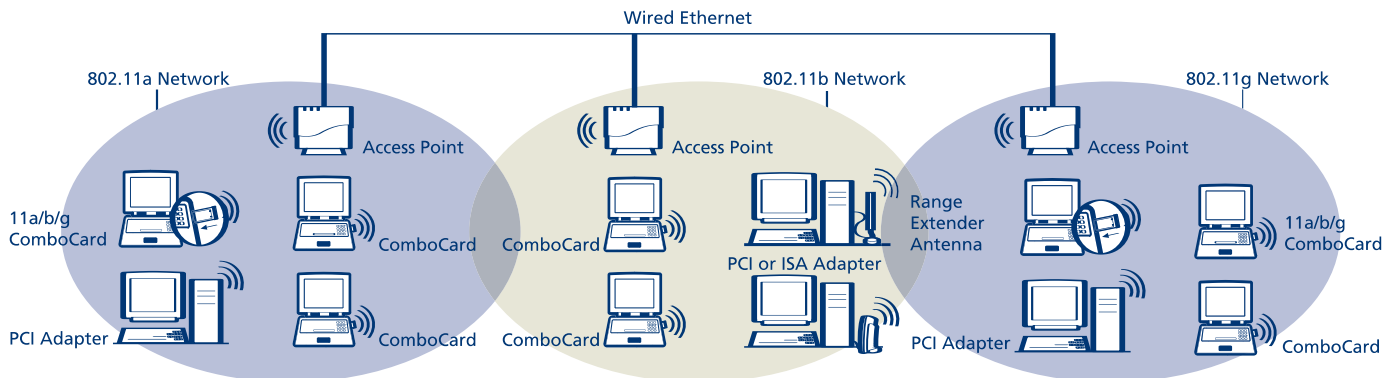 Wired Ethernet
802.11a Network
802.11b Network
802.11g Network
Access Point
Access Point
Access Point
11a/b/g
ComboCard
ComboCard
ComboCard
Range
Extender
Antenna
11a/b/g
ComboCard
PCI or ISA Adapter
PCI Adapter
ComboCard
ComboCard
PCI Adapter
ComboCard